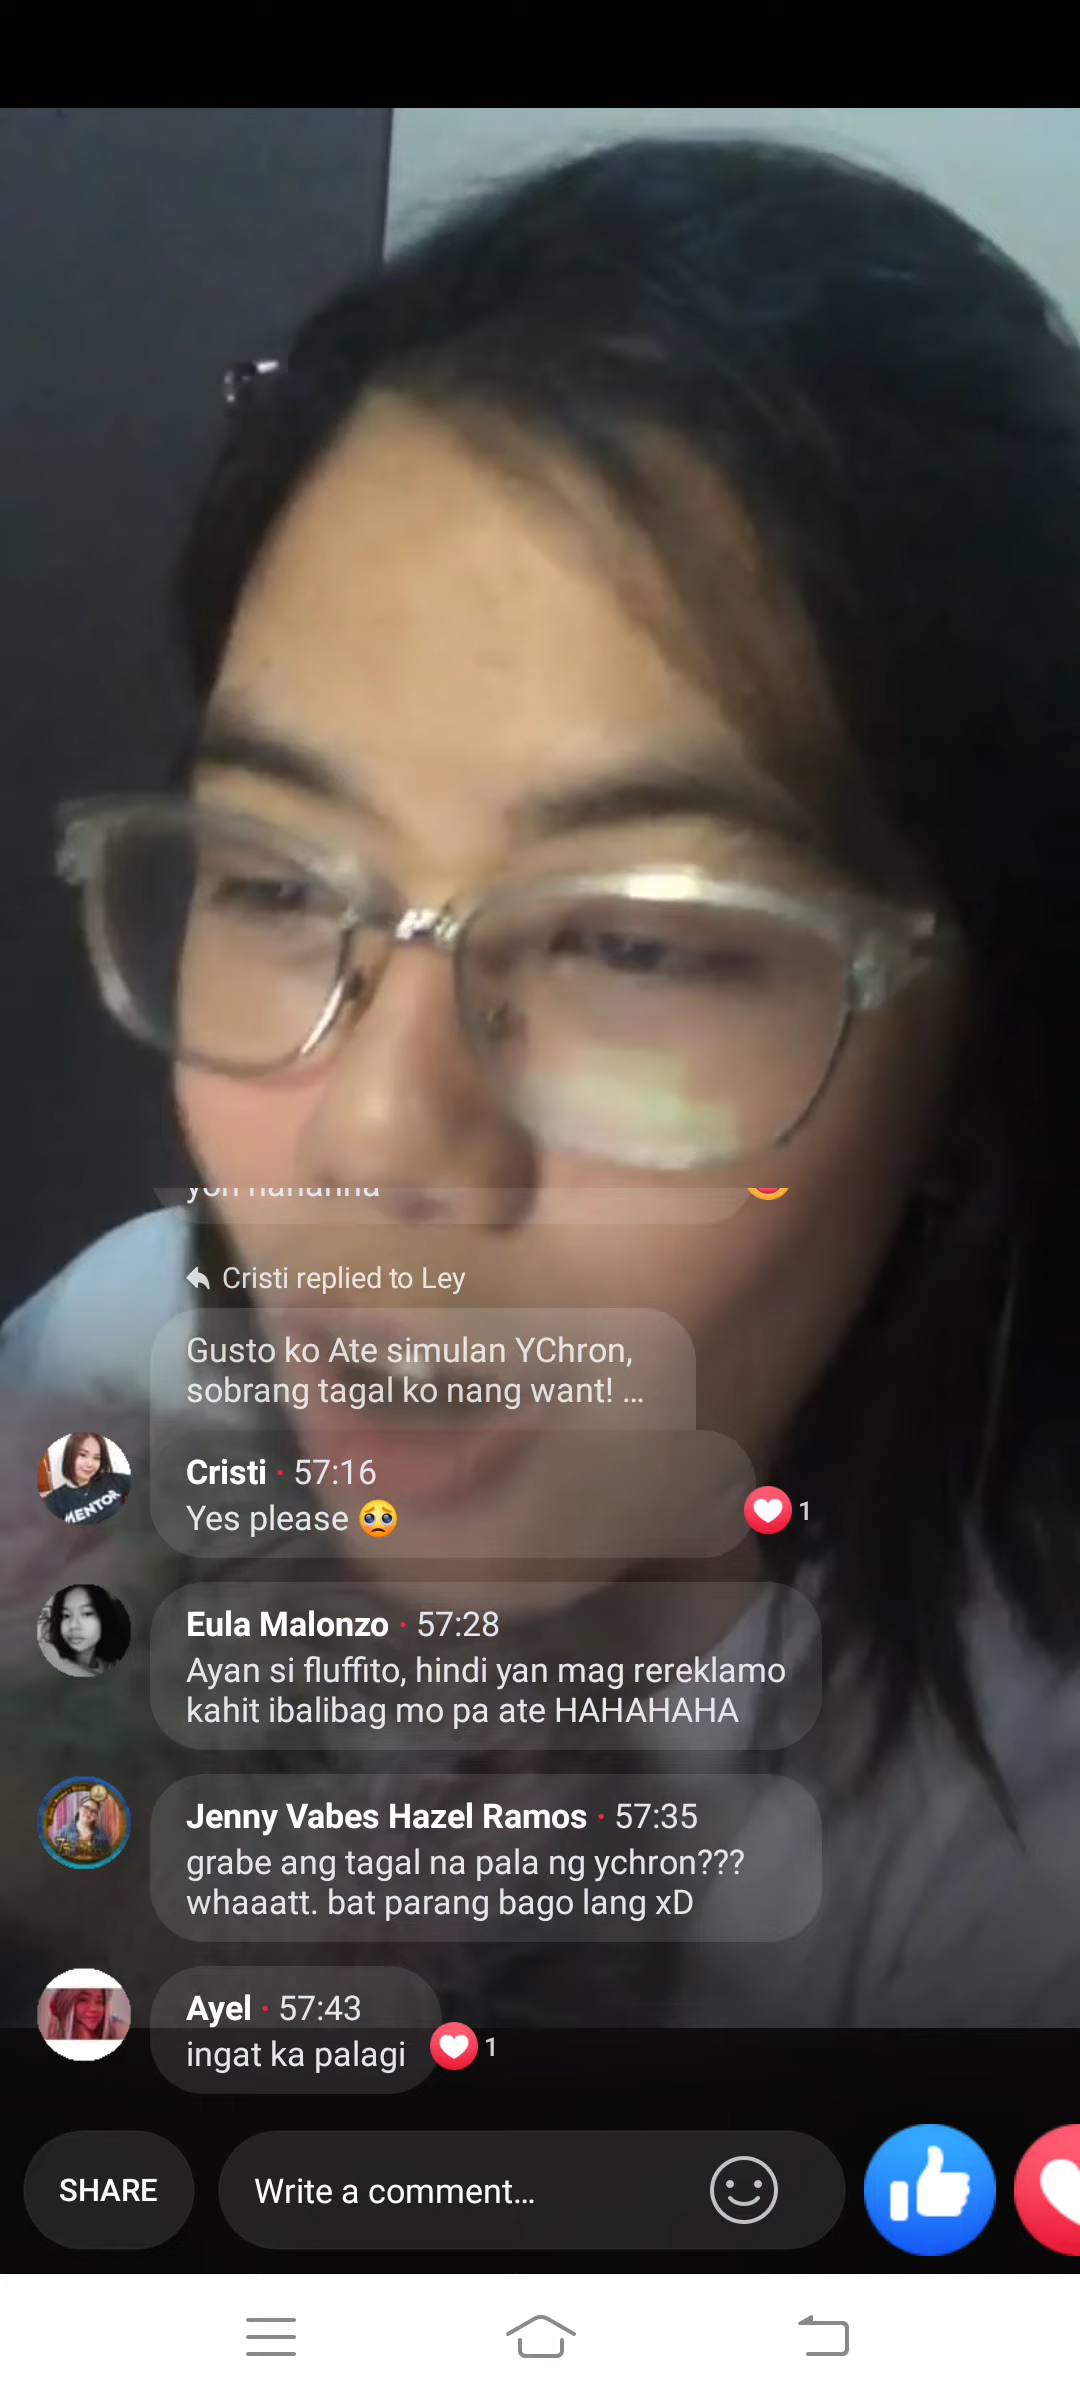 Cristi replied to Ley
Gusto ko Ate simulan YChron,
sobrang tagal ko nang want! ...
Cristi · 57:16
Yes please 🥺
1
MENTOR
Eula Malonzo · 57:28
Ayan si fluffito, hindi yan mag rereklamo
kahit ibalibag mo pa ate HAHAHAHA
Jenny Vabes Hazel Ramos · 57:35
grabe ang tagal na pala ng ychron???
whaaatt. bat parang bago lang xD
Ayel · 57:43
ingat ka palagi
1
SHARE
Write a comment...